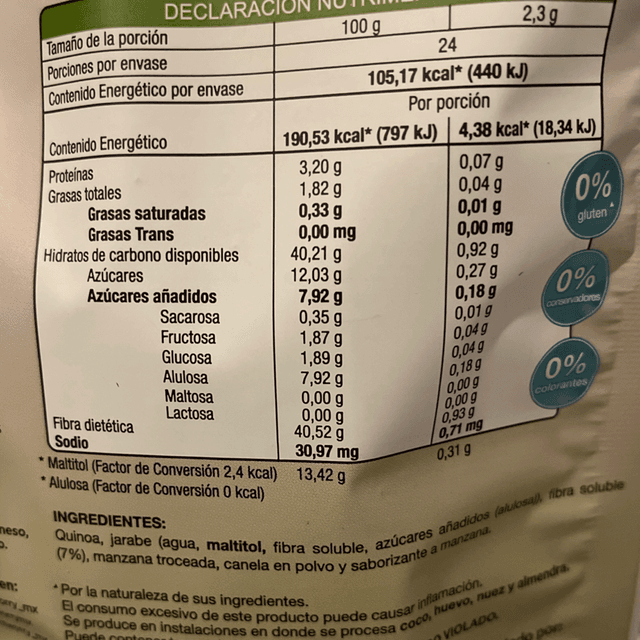 DECLARACIÓN
Tamaño de la porción 100 g 2,3 g
Porciones por envase 24
Contenido Energético por envase 105,17 kcal* (440 kJ)
Por porción
Contenido Energético 190,53 kcal* (797 kJ) 4,38 kcal* (18,34 kJ)
Proteínas 3,20 g 0,07 g
Grasas totales 1,82 g 0,04 g
Grasas saturadas 0,33 g 0,01 g
Grasas Trans 0,00 mg 0,00 mg
Hidratos de carbono disponibles 40,21 g 0,92 g
Azúcares 12,03 g 0,27 g
Azúcares añadidos 7,92 g 0,18 g
Sacarosa 0,35 g 0,01 g
Fructosa 1,87 g 0,04 g
Glucosa 1,89 g 0,04 g
Alulosa 7,92 g 0,18 g
Maltosa 0,00 g 0,00 g
Lactosa 0,00 g 0,00 g
Fibra dietética 40,52 g 0,93 g
Sodio 30,97 mg 0,71 mg
* Maltitol (Factor de Conversión 2,4 kcal) 13,42 g 0,31 g
* Alulosa (Factor de Conversión 0 kcal)
0%
gluten
0%
conservadores
0%
colorantes
INGREDIENTES:
Quinoa, jarabe (agua, maltitol, fibra soluble, azúcares añadidos (alulosa)), fibra soluble
(7%), manzana troceada, canela en polvo y saborizante a manzana.
Por la naturaleza de sus ingredientes.
El consumo excesivo de este producto puede causar inflamación.
Se produce en instalaciones en donde se procesa coco, huevo, nuez y almendra.
Puede
VIOLADO.
por:
en: